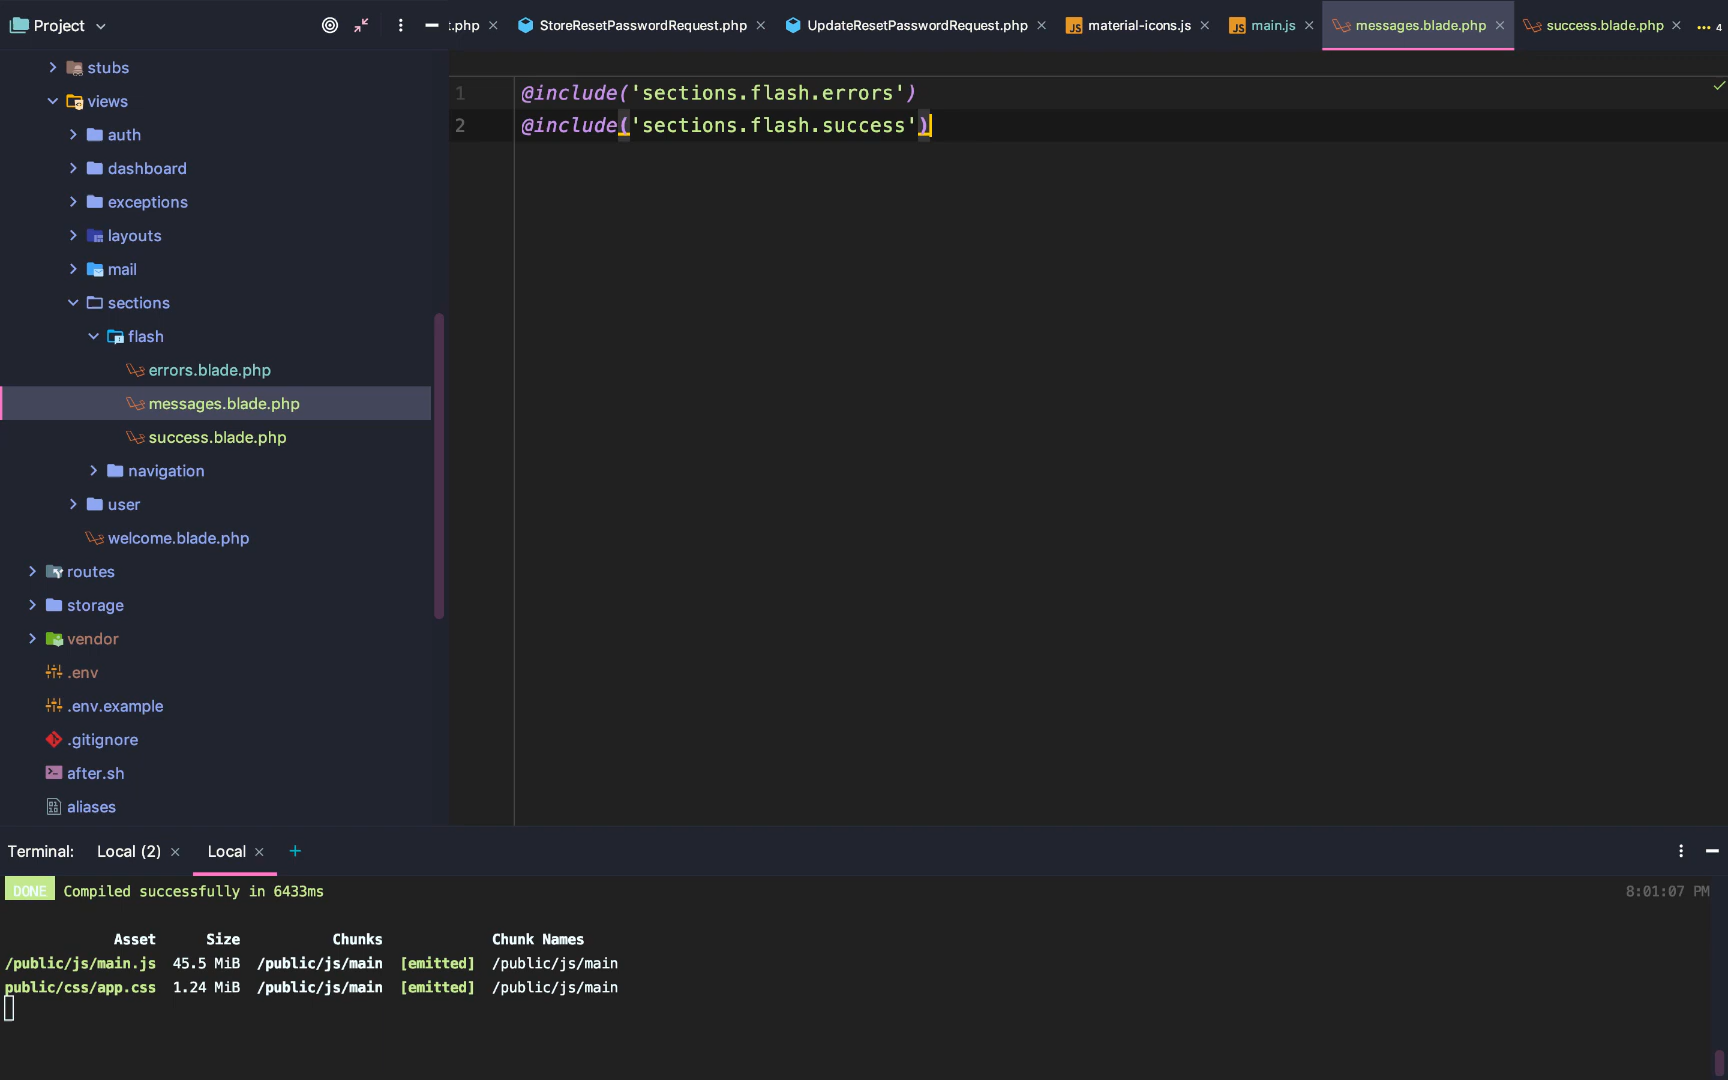 Project
t.php
StoreResetPasswordRequest.php
UpdateResetPasswordRequest.php
JS material-icons.js
JS main.js
messages.blade.php
success.blade.php
4
stubs
views
auth
dashboard
exceptions
layouts
mail
sections
flash
errors.blade.php
messages.blade.php
success.blade.php
navigation
user
welcome.blade.php
routes
storage
vendor
.env
.env.example
.gitignore
after.sh
aliases
1 @include('sections.flash.errors')
2 @include('sections.flash.success')
Terminal: Local (2) Local
DONE Compiled successfully in 6433ms 8:01:07 PM
Asset Size Chunks Chunk Names
/public/js/main.js 45.5 MiB /public/js/main [emitted] /public/js/main
public/css/app.css 1.24 MiB /public/js/main [emitted] /public/js/main